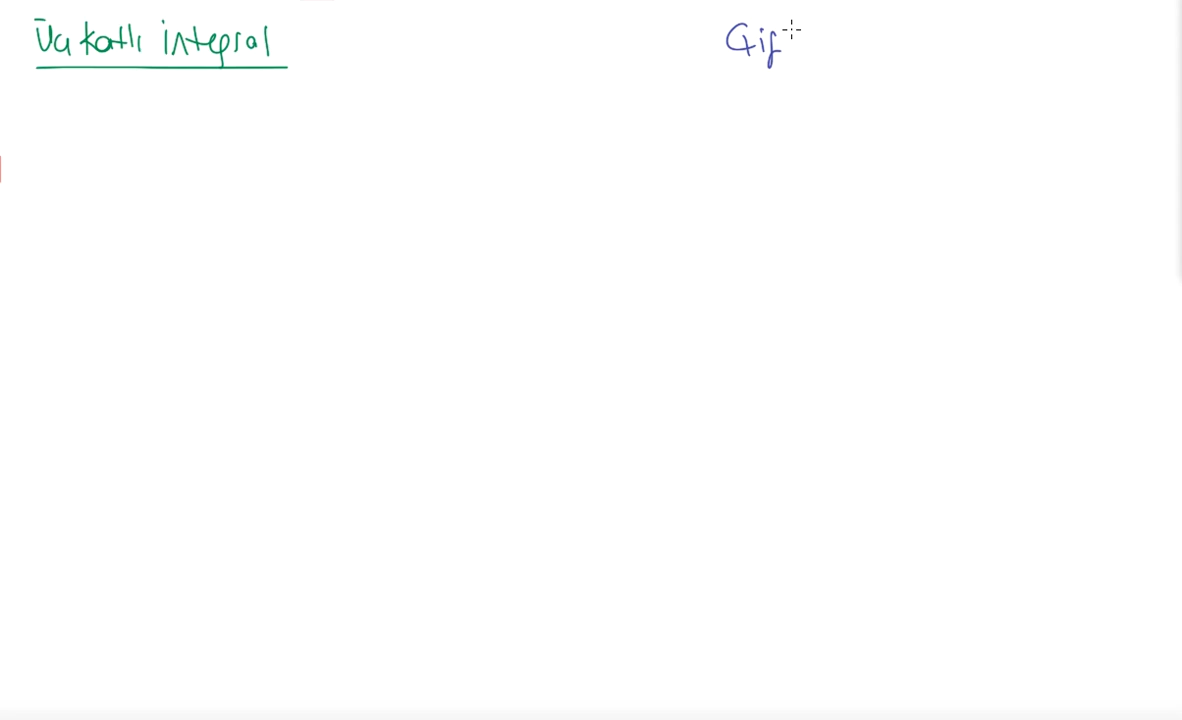 Üç katlı integral
Çif